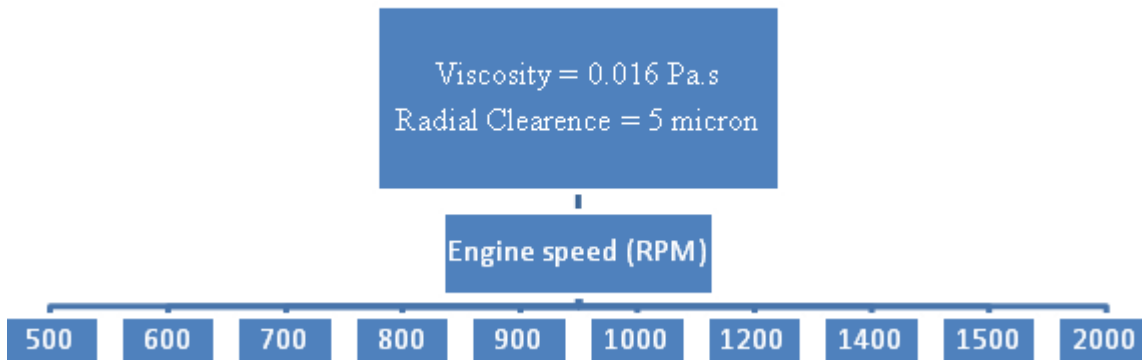 Viscosity = 0.016 Pa.s
Radial Clearence = 5 micron
Engine speed (RPM)
500 600 700 800 900 1000 1200 1400 1500 2000